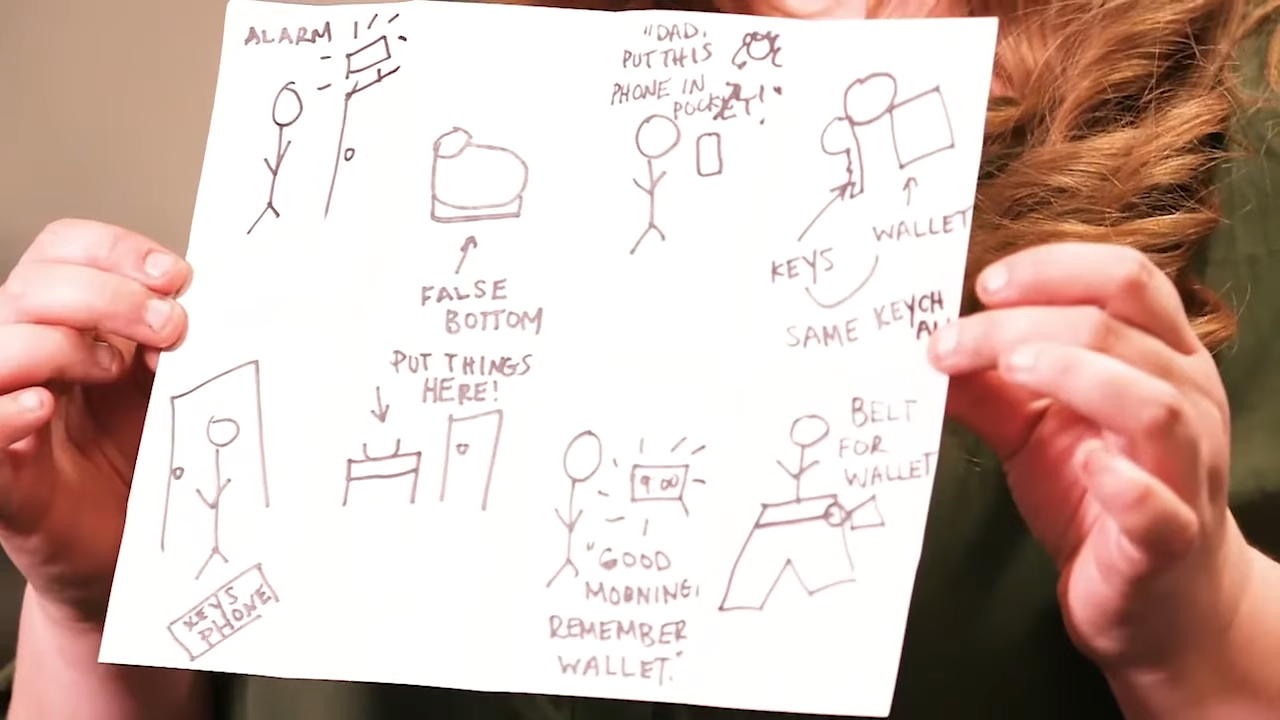 ALARM!
FALSE
BOTTOM
"DAD,
PUT THIS
PHONE IN
POCKET!"
KEYS
WALLET
SAME KEYCH
AI
KEYS
PHONE
PUT THINGS
HERE!
9:00
"GOOD
MORNING,
REMEMBER
WALLET."
BELT
FOR
WALLET